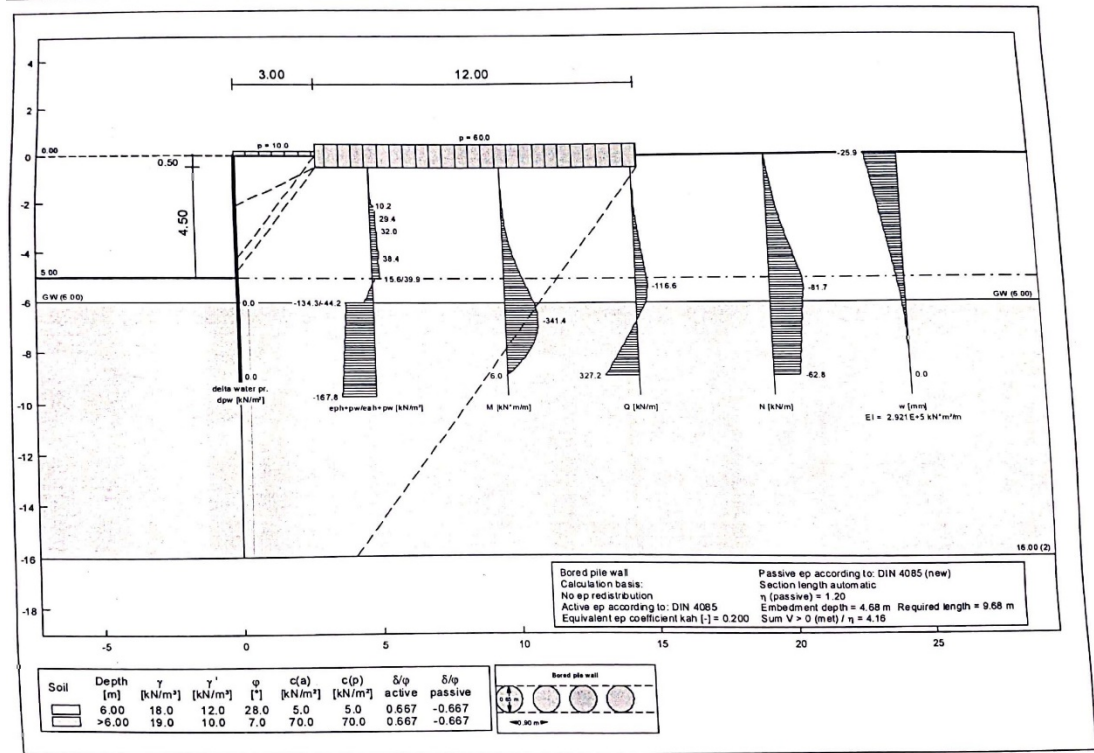 3.00
12.00
4
2
0
-2
-4
-6
-8
-10
-12
-14
-16
-18
0.00
0.50
4.50
5.00
GW (6.00)
p = 10.0
p = 60.0
10.2
29.4
32.0
38.4
15.6/39.9
-134.3/-44.2
-167.8
0.0
0.0
delta water pr.
dpw [kN/m²]
eph+pw/eah+pw [kN/m²]
-341.4
6.0
M [kN*m/m]
-116.6
327.2
Q [kN/m]
-81.7
-62.8
N [kN/m]
-25.9
0.0
w [mm]
EI = 2.921E+5 kN*m²/m
GW (6.00)
16.00 (2)
Bored pile wall
Calculation basis:
No ep redistribution
Active ep according to: DIN 4085
Equivalent ep coefficient kah [-] = 0.200
Passive ep according to: DIN 4085 (new)
Section length automatic
η (passive) = 1.20
Embedment depth = 4.68 m Required length = 9.68 m
Sum V > 0 (met) / η = 4.16
-5
0
5
10
15
20
25
Soil Depth γ γ' φ c(a) c(p) δ/φ δ/φ
[m] [kN/m³] [kN/m³] [°] [kN/m²] [kN/m²] active passive
6.00 18.0 12.0 28.0 5.0 5.0 0.667 -0.667
>6.00 19.0 10.0 7.0 70.0 70.0 0.667 -0.667
Bored pile wall
0.90 m